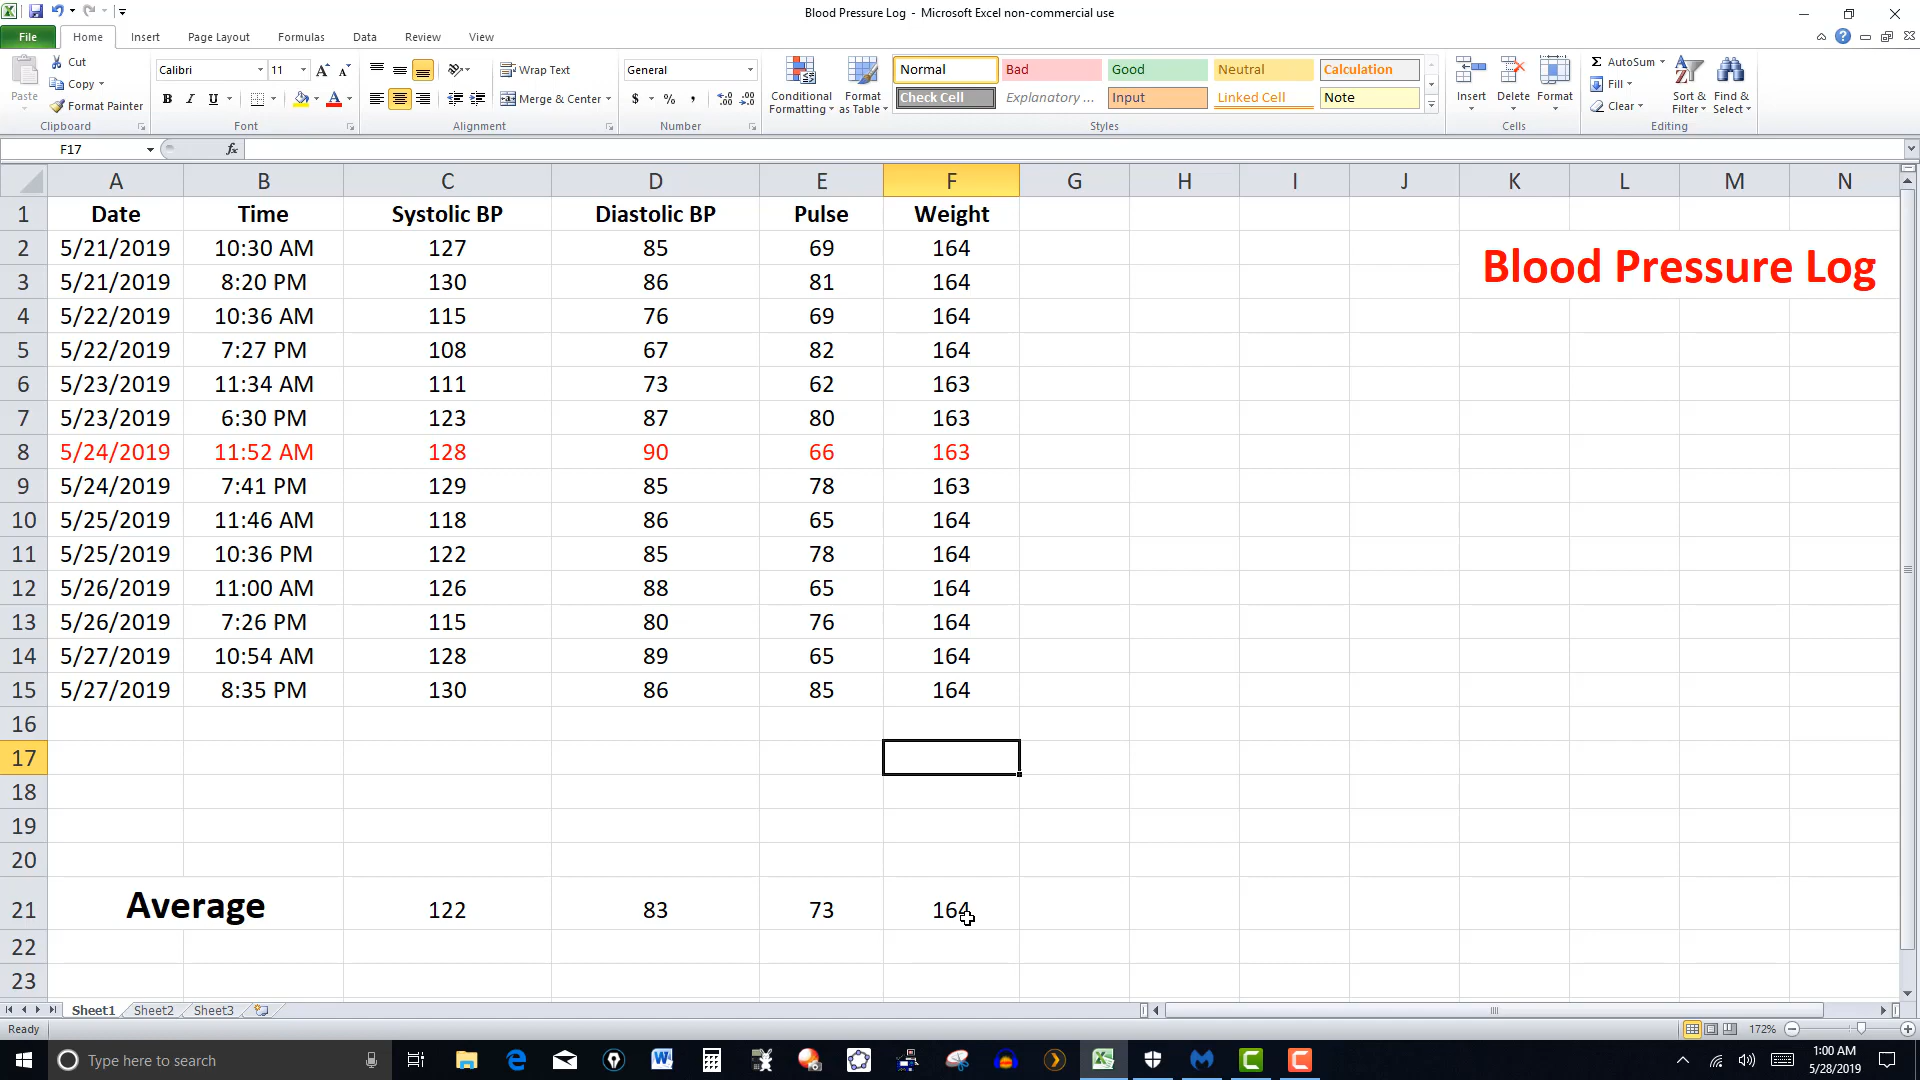 Blood Pressure Log - Microsoft Excel non-commercial use
File Home Insert Page Layout Formulas Data Review View
Paste
Cut
Copy
Format Painter
Clipboard
Calibri 11
B I U
Font
Wrap Text
Merge & Center
Alignment
General
$ % ,
Number
Conditional Formatting
Format as Table
Normal Bad Good Neutral Calculation
Check Cell Explanatory ... Input Linked Cell Note
Styles
Insert Delete Format
Cells
AutoSum
Fill
Clear
Sort & Filter
Find & Select
Editing
F17 fx
A B C D E F G H I J K L M N
1 Date Time Systolic BP Diastolic BP Pulse Weight
2 5/21/2019 10:30 AM 127 85 69 164
Blood Pressure Log
3 5/21/2019 8:20 PM 130 86 81 164
4 5/22/2019 10:36 AM 115 76 69 164
5 5/22/2019 7:27 PM 108 67 82 164
6 5/23/2019 11:34 AM 111 73 62 163
7 5/23/2019 6:30 PM 123 87 80 163
8 5/24/2019 11:52 AM 128 90 66 163
9 5/24/2019 7:41 PM 129 85 78 163
10 5/25/2019 11:46 AM 118 86 65 164
11 5/25/2019 10:36 PM 122 85 78 164
12 5/26/2019 11:00 AM 126 88 65 164
13 5/26/2019 7:26 PM 115 80 76 164
14 5/27/2019 10:54 AM 128 89 65 164
15 5/27/2019 8:35 PM 130 86 85 164
16
17
18
19
20
21 Average 122 83 73 164
22
23
Sheet1 Sheet2 Sheet3
Ready 172%
Type here to search
1:00 AM
5/28/2019